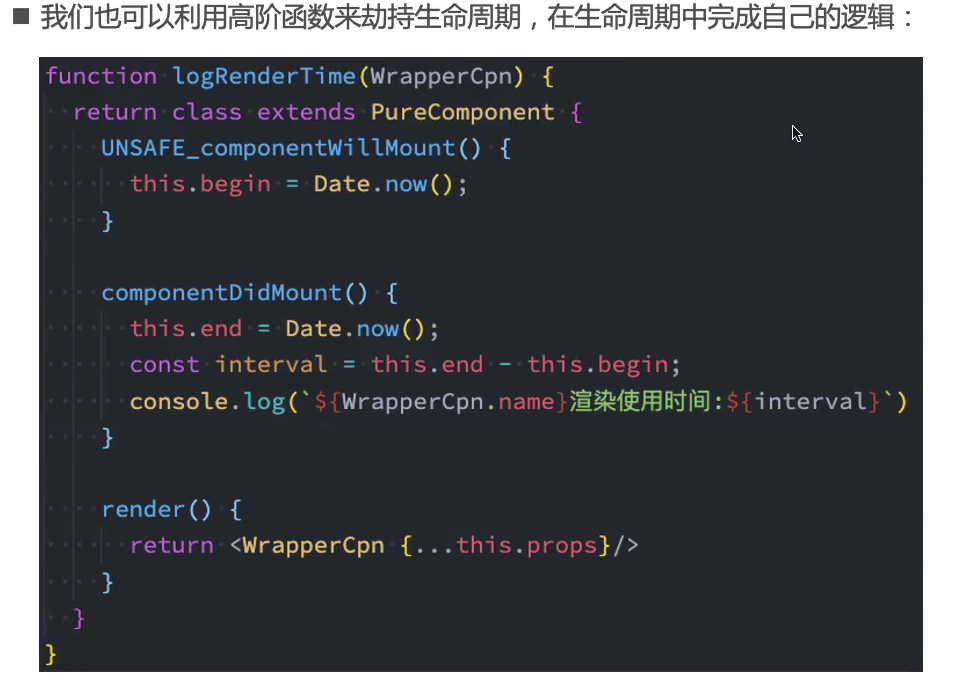 我们也可以利用高阶函数来劫持生命周期，在生命周期中完成自己的逻辑：
function logRenderTime(WrapperCpn) {
return class extends PureComponent {
UNSAFE_componentWillMount() {
this.begin = Date.now();
}
componentDidMount() {
this.end = Date.now();
const interval = this.end - this.begin;
console.log(`${WrapperCpn.name}渲染使用时间:${interval}`)
}
render() {
return <WrapperCpn {...this.props}/>
}
}
}